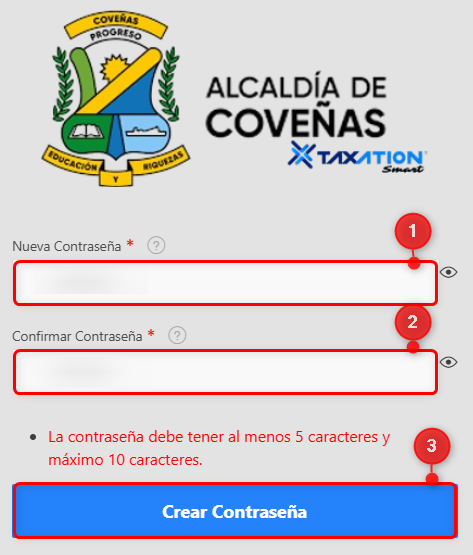 COVEÑAS
PROGRESO
EDUCACIÓN
Y
RIQUEZAS
ALCALDÍA DE
COVEÑAS
TAXATION
Smart
1
Nueva Contraseña * ?
2
Confirmar Contraseña * ?
• La contraseña debe tener al menos 5 caracteres y
máximo 10 caracteres.
3
Crear Contraseña